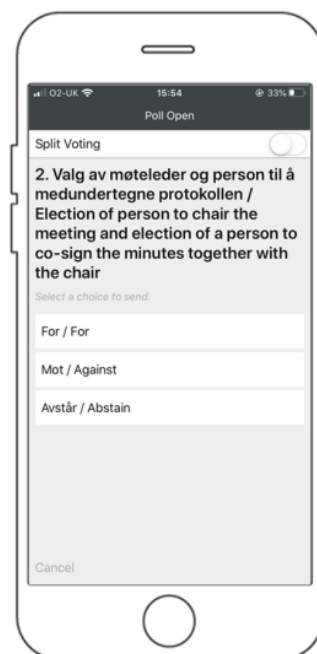 O2-UK 15:54 33%
Poll Open
Split Voting
2. Valg av møteleder og person til å
medundertegne protokollen /
Election of person to chair the
meeting and election of a person to
co-sign the minutes together with
the chair
Select a choice to send.
For / For
Mot / Against
Avstår / Abstain
Cancel